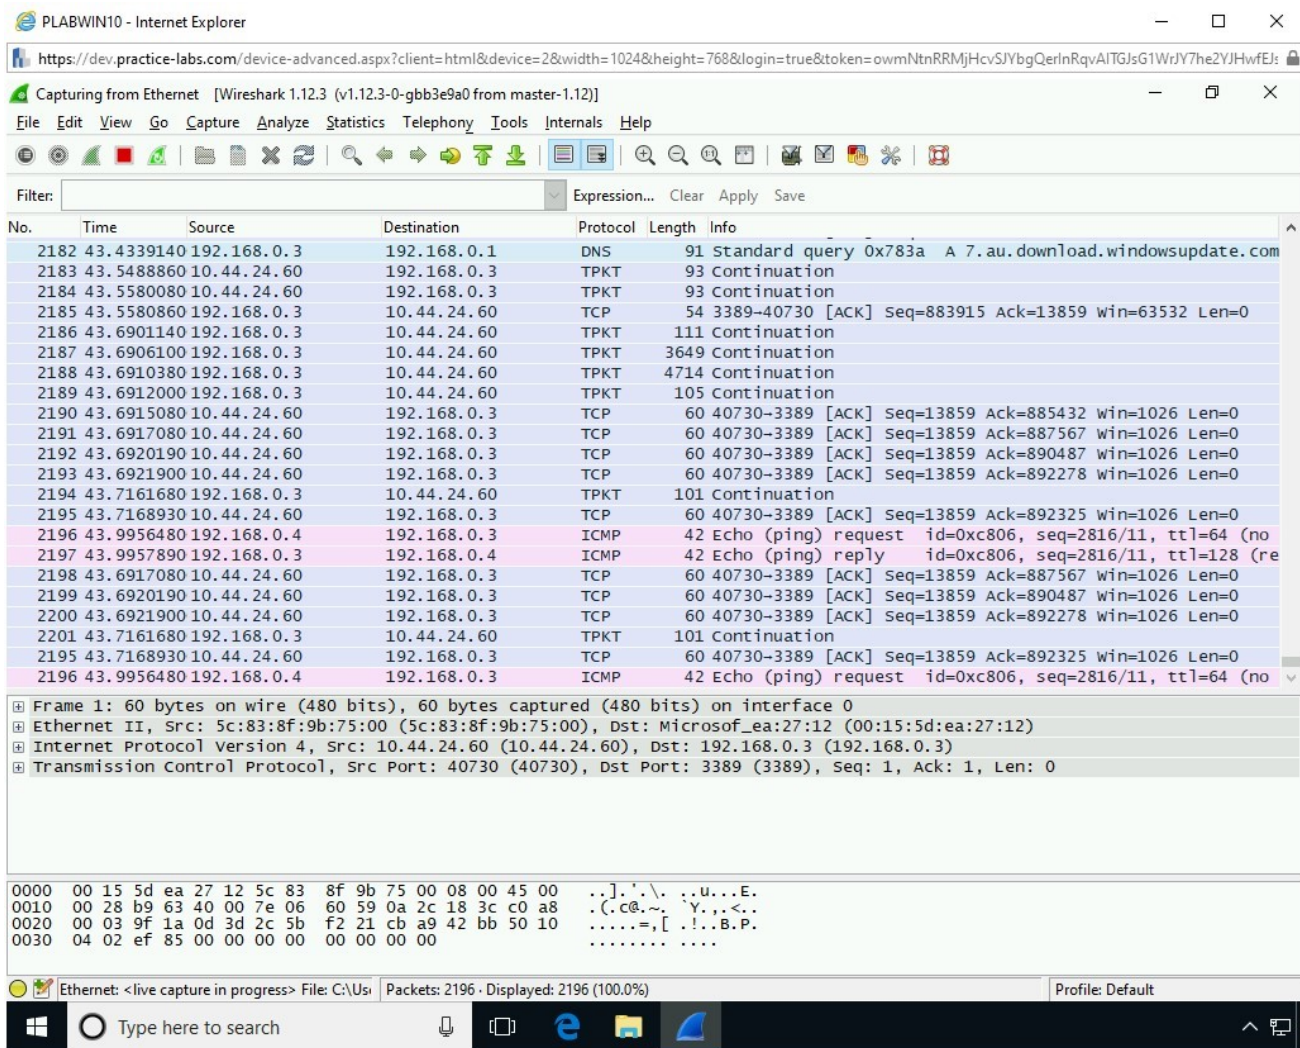 PLABWIN10 - Internet Explorer
https://dev.practice-labs.com/device-advanced.aspx?client=html&device=2&width=1024&height=768&login=true&token=owmNtnRRMjHcvSJYbgQerlnRqvAITGJsG1WrJY7he2YJHwfEJ
Capturing from Ethernet [Wireshark 1.12.3 (v1.12.3-0-gbb3e9a0 from master-1.12)]
File Edit View Go Capture Analyze Statistics Telephony Tools Internals Help
Filter: Expression... Clear Apply Save
No. Time Source Destination Protocol Length Info
2182 43.4339140 192.168.0.3 192.168.0.1 DNS 91 Standard query 0x783a A 7.au.download.windowsupdate.com
2183 43.5488860 10.44.24.60 192.168.0.3 TPKT 93 Continuation
2184 43.5580080 10.44.24.60 192.168.0.3 TPKT 93 Continuation
2185 43.5580860 192.168.0.3 10.44.24.60 TCP 54 3389→40730 [ACK] Seq=883915 Ack=13859 Win=63532 Len=0
2186 43.6901140 192.168.0.3 10.44.24.60 TPKT 111 Continuation
2187 43.6906100 192.168.0.3 10.44.24.60 TPKT 3649 Continuation
2188 43.6910380 192.168.0.3 10.44.24.60 TPKT 4714 Continuation
2189 43.6912000 192.168.0.3 10.44.24.60 TPKT 105 Continuation
2190 43.6915080 10.44.24.60 192.168.0.3 TCP 60 40730→3389 [ACK] Seq=13859 Ack=885432 Win=1026 Len=0
2191 43.6917080 10.44.24.60 192.168.0.3 TCP 60 40730→3389 [ACK] Seq=13859 Ack=887567 Win=1026 Len=0
2192 43.6920190 10.44.24.60 192.168.0.3 TCP 60 40730→3389 [ACK] Seq=13859 Ack=890487 Win=1026 Len=0
2193 43.6921900 10.44.24.60 192.168.0.3 TCP 60 40730→3389 [ACK] Seq=13859 Ack=892278 Win=1026 Len=0
2194 43.7161680 192.168.0.3 10.44.24.60 TPKT 101 Continuation
2195 43.7168930 10.44.24.60 192.168.0.3 TCP 60 40730→3389 [ACK] Seq=13859 Ack=892325 Win=1026 Len=0
2196 43.9956480 192.168.0.4 192.168.0.3 ICMP 42 Echo (ping) request id=0xc806, seq=2816/11, ttl=64 (no
2197 43.9957890 192.168.0.3 192.168.0.4 ICMP 42 Echo (ping) reply id=0xc806, seq=2816/11, ttl=128 (re
2198 43.6917080 10.44.24.60 192.168.0.3 TCP 60 40730→3389 [ACK] Seq=13859 Ack=887567 Win=1026 Len=0
2199 43.6920190 10.44.24.60 192.168.0.3 TCP 60 40730→3389 [ACK] Seq=13859 Ack=890487 Win=1026 Len=0
2200 43.6921900 10.44.24.60 192.168.0.3 TCP 60 40730→3389 [ACK] Seq=13859 Ack=892278 Win=1026 Len=0
2201 43.7161680 192.168.0.3 10.44.24.60 TPKT 101 Continuation
2195 43.7168930 10.44.24.60 192.168.0.3 TCP 60 40730→3389 [ACK] Seq=13859 Ack=892325 Win=1026 Len=0
2196 43.9956480 192.168.0.4 192.168.0.3 ICMP 42 Echo (ping) request id=0xc806, seq=2816/11, ttl=64 (no
Frame 1: 60 bytes on wire (480 bits), 60 bytes captured (480 bits) on interface 0
Ethernet II, Src: 5c:83:8f:9b:75:00 (5c:83:8f:9b:75:00), Dst: Microsof_ea:27:12 (00:15:5d:ea:27:12)
Internet Protocol Version 4, Src: 10.44.24.60 (10.44.24.60), Dst: 192.168.0.3 (192.168.0.3)
Transmission Control Protocol, Src Port: 40730 (40730), Dst Port: 3389 (3389), Seq: 1, Ack: 1, Len: 0
0000 00 15 5d ea 27 12 5c 83 8f 9b 75 00 08 00 45 00 ..].'.\. ..u...E.
0010 00 28 b9 63 40 00 7e 06 60 59 0a 2c 18 3c c0 a8 .(.c@.~. `Y.,.<..
0020 00 03 9f 1a 0d 3d 2c 5b f2 21 cb a9 42 bb 50 10 .....=,[ .!..B.P.
0030 04 02 ef 85 00 00 00 00 00 00 00 00 ........ ....
Ethernet: <live capture in progress> File: C:\Us Packets: 2196 · Displayed: 2196 (100.0%) Profile: Default
Type here to search